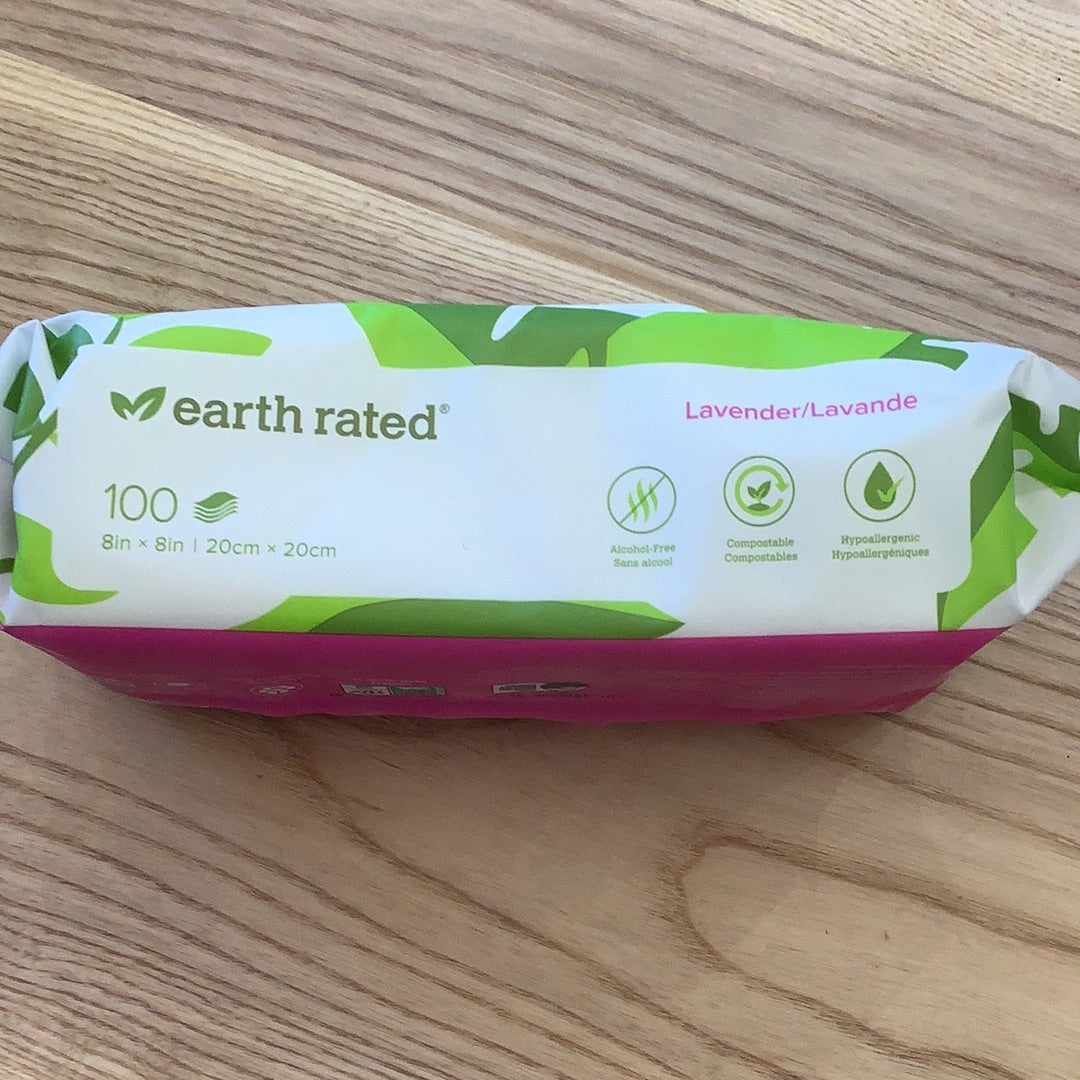 earth rated®
Lavender/Lavande
100
8in × 8in | 20cm × 20cm
Alcohol-Free
Sans alcool
Compostable
Compostables
Hypoallergenic
Hypoallergéniques